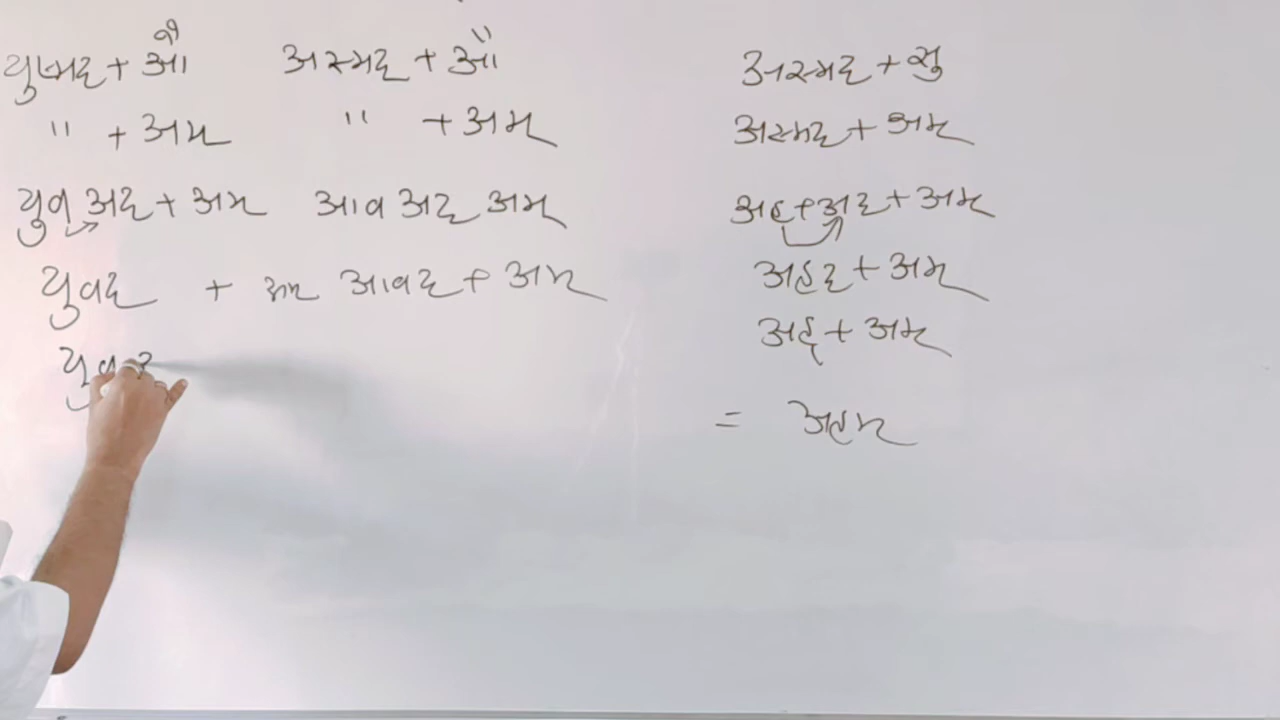 युष्मद् + औ
" + अम्
युव् अद् + अम्
युवद् + अम्
युव
अस्मद् + औ
" + अम्
आव अद् अम्
आवद् + अम्
अस्मद् + सु
अस्मद् + अम्
अह + अद् + अम्
अहद् + अम्
अह् + अम्
= अहम्